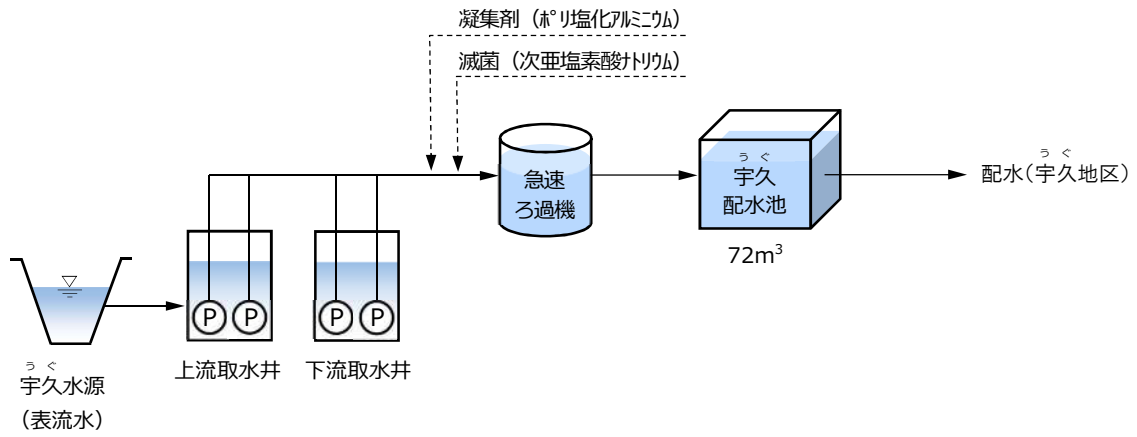 凝集剤（ﾎﾟﾘ塩化ｱﾙﾐﾆｳﾑ）
滅菌（次亜塩素酸ﾅﾄﾘｳﾑ）
急速
ろ過機
うぐ
宇久
配水池
72m³
うぐ
配水(宇久地区)
P
P
P
P
上流取水井
下流取水井
うぐ
宇久水源
（表流水）